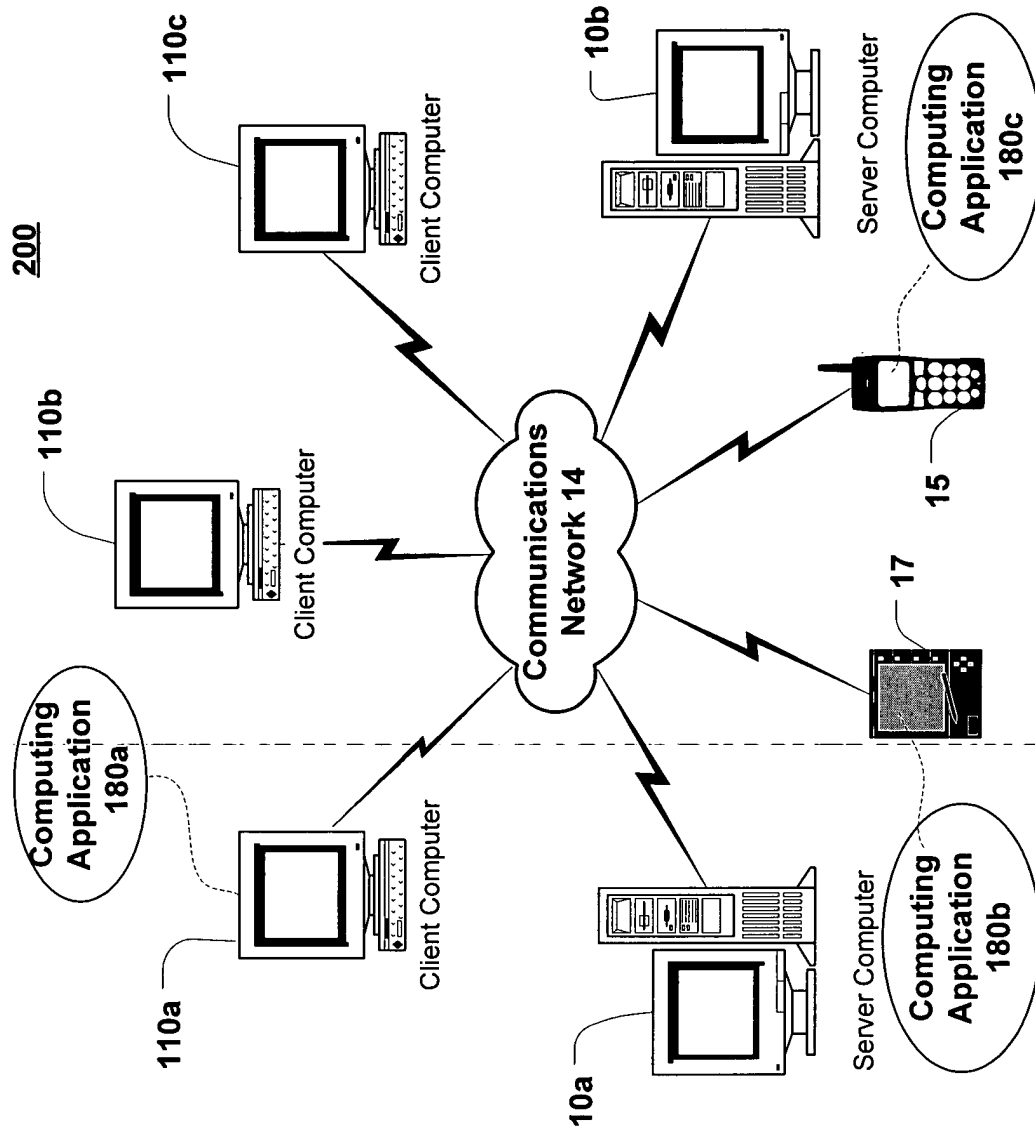 200
Computing
Application
180a
110a
Client Computer
110b
Client Computer
110c
Client Computer
Communications
Network 14
10a
Server Computer
Computing
Application
180b
17
15
10b
Server Computer
Computing
Application
180c